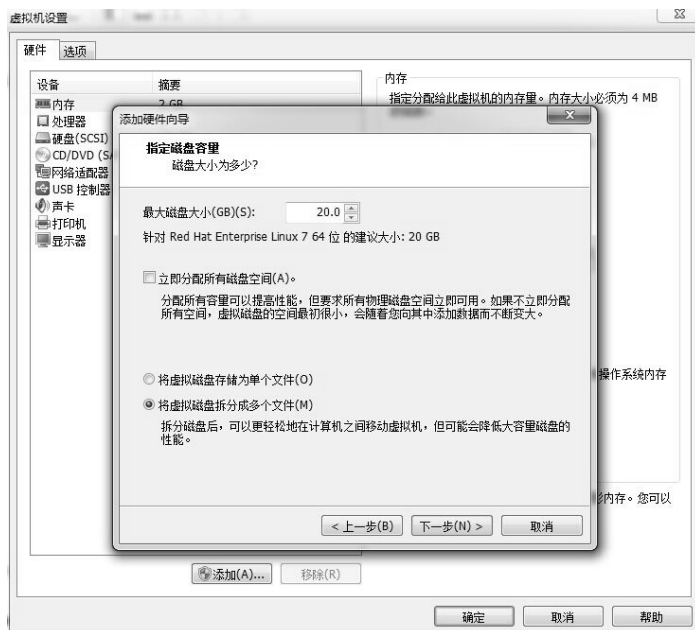 虚拟机设置
硬件 选项
设备 摘要
内存 2 GB
处理器
硬盘(SCSI)
CD/DVD (SA
网络适配器
USB 控制器
声卡
打印机
显示器
内存
指定分配给此虚拟机的内存量。内存大小必须为 4 MB
添加硬件向导
指定磁盘容量
磁盘大小为多少?
最大磁盘大小(GB)(S): 20.0
针对 Red Hat Enterprise Linux 7 64 位 的建议大小: 20 GB
立即分配所有磁盘空间(A)。
分配所有容量可以提高性能，但要求所有物理磁盘空间立即可用。如果不立即分配
所有空间，虚拟磁盘的空间最初很小，会随着您向其中添加数据而不断变大。
将虚拟磁盘存储为单个文件(O)
将虚拟磁盘拆分成多个文件(M)
拆分磁盘后，可以更轻松地在计算机之间移动虚拟机，但可能会降低大容量磁盘的
性能。
操作系统内存
内存。您可以
< 上一步(B) 下一步(N) > 取消
添加(A)... 移除(R)
确定 取消 帮助